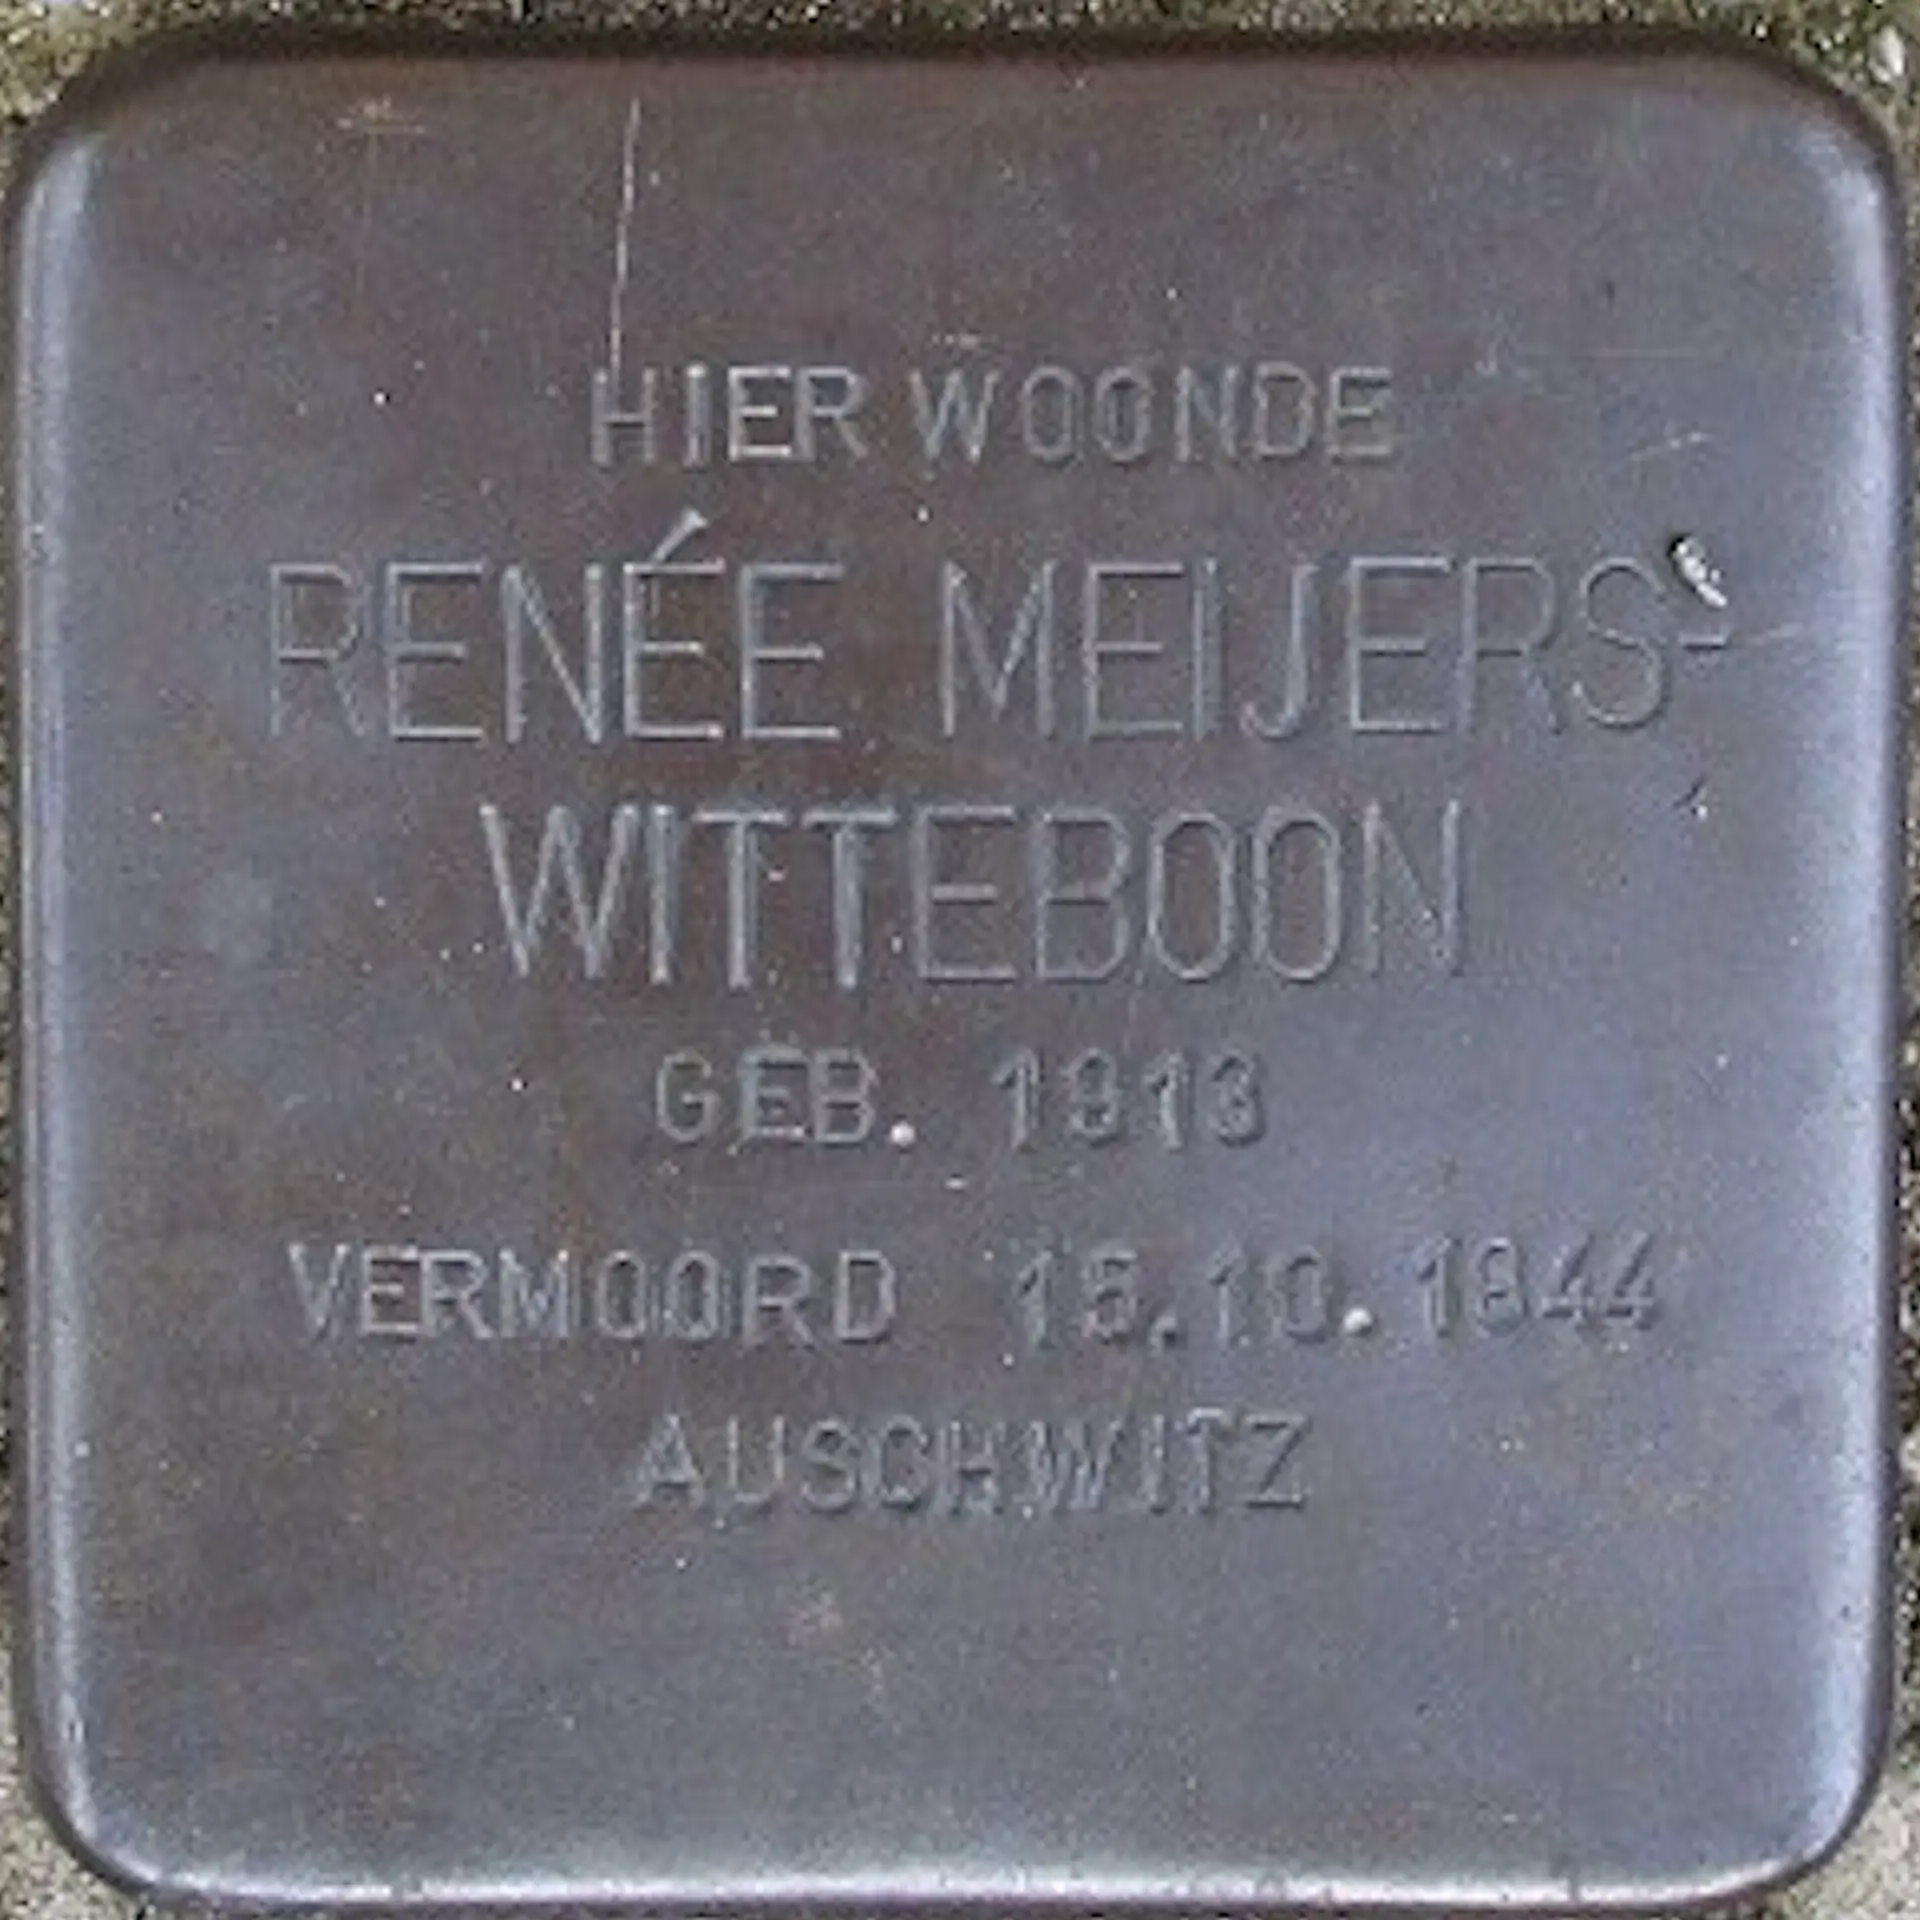 HIER WOONDE
RENÉE MEIJERS-
WITTEBOON
GEB. 1913
VERMOORD 15.10.1944
AUSCHWITZ